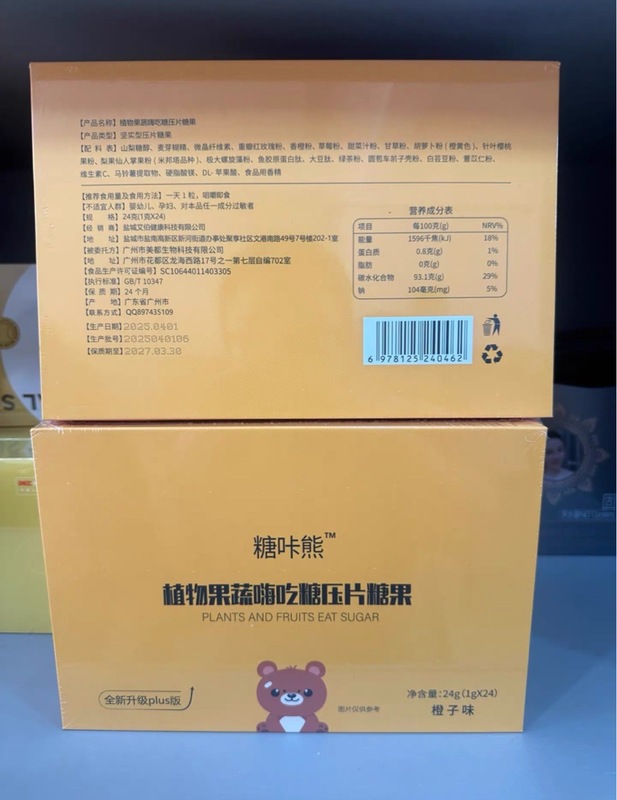 【产品名称】植物果蔬嗨吃糖压片糖果
【产品类型】坚实型压片糖果
【配 料 表】山梨糖醇、麦芽糊精、微晶纤维素、重瓣红玫瑰粉、香橙粉、草莓粉、甜菜汁粉、甘草粉、胡萝卜粉（橙黄色）、针叶樱桃
果粉、梨果仙人掌果粉（米邦塔品种）、极大螺旋藻粉、鱼胶原蛋白肽、大豆肽、绿茶粉、圆苞车前子壳粉、白芸豆粉、薏苡仁粉、
维生素C、马铃薯提取物、硬脂酸镁、DL-苹果酸、食品用香精
【推荐食用量及食用方法】一天1粒，咀嚼即食
【不适宜人群】婴幼儿、孕妇、对本品任一成分过敏者
【规 格】24克(1克X24)
【经 销 商】盐城艾伯健康科技有限公司
【地 址】盐城市盐南高新区新河街道办事处聚亨社区文港南路49号7号楼202-1室
【被委托方】广州市美都生物科技有限公司
【地 址】广州市花都区龙海西路17号之一第七层自编702室
【食品生产许可证编号】SC10644011403305
【执行标准】GB/T 10347
【保 质 期】24个月
【产 地】广东省广州市
【联系方式】QQ897435109
【生产日期】2025.0401
【生产批号】2025040106
【保质期至】2027.03.30
营养成分表
项目 每100克(g) NRV%
能量 1596千焦(kJ) 18%
蛋白质 0.6克(g) 1%
脂肪 0克(g) 0%
碳水化合物 93.1克(g) 29%
钠 104毫克(mg) 5%
6 978125 240462
糖咔熊™
植物果蔬嗨吃糖压片糖果
PLANTS AND FRUITS EAT SUGAR
全新升级plus版
图片仅供参考
净含量：24g（1gX24）
橙子味